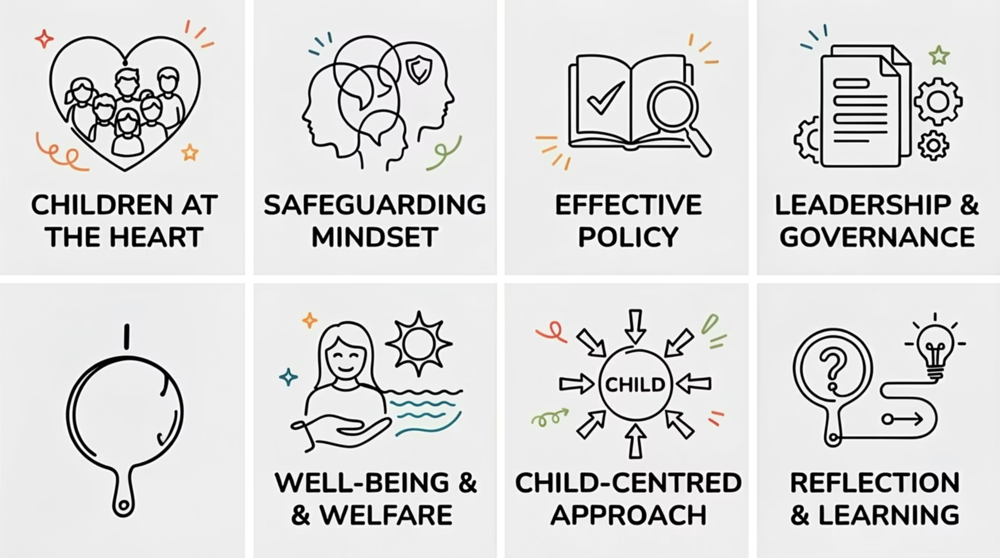 CHILDREN AT
THE HEART
SAFEGUARDING
MINDSET
EFFECTIVE
POLICY
LEADERSHIP &
GOVERNANCE
WELL-BEING &
& WELFARE
CHILD
CHILD-CENTRED
APPROACH
?
REFLECTION
& LEARNING